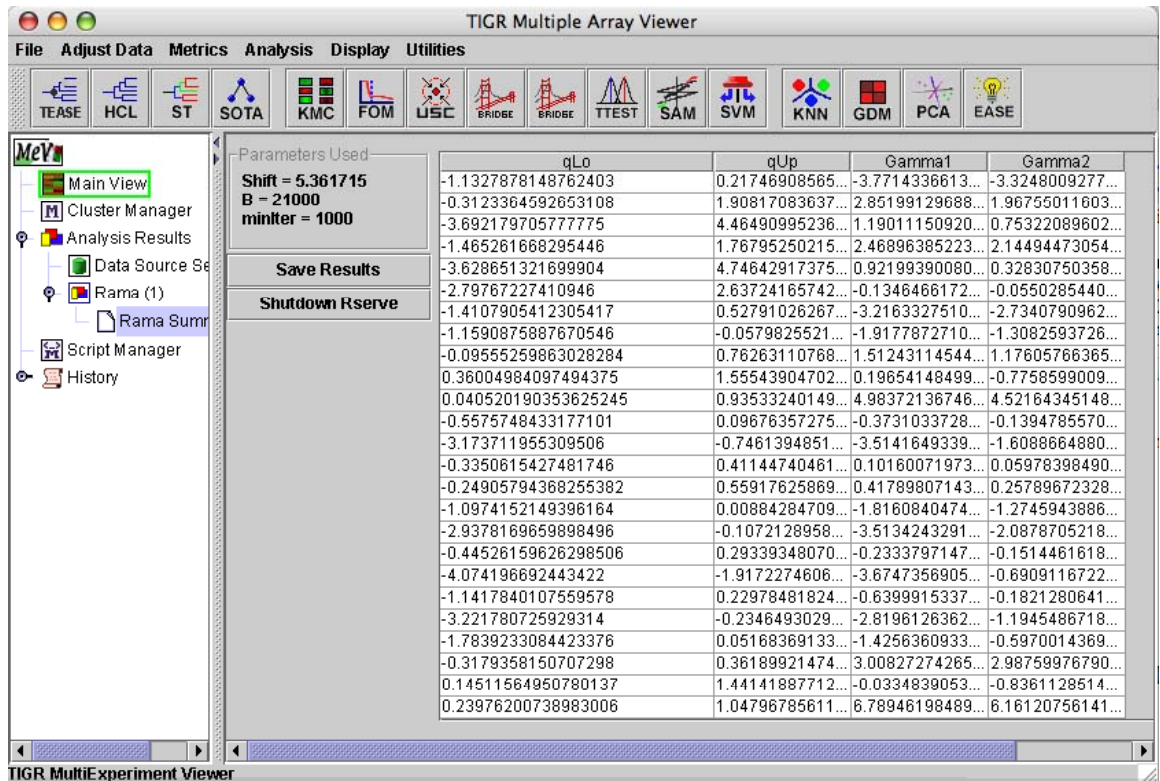 TIGR Multiple Array Viewer
File Adjust Data Metrics Analysis Display Utilities
TEASE HCL ST SOTA KMC FOM USC BRIDGE BRIDGE TTEST SAM SVM KNN GDM PCA EASE
MeV
Main View
M Cluster Manager
Analysis Results
Data Source Se
Rama (1)
Rama Sumr
Script Manager
History
Parameters Used
Shift = 5.361715
B = 21000
minIter = 1000
Save Results
Shutdown Rserve
qLo qUp Gamma1 Gamma2
-1.1327878148762403 0.21746908565... -3.7714336613... -3.3248009277...
-0.3123364592653108 1.90817083637... 2.85199129688... 1.96755011603...
-3.6921797057777775 4.46490995236... 1.19011150920... 0.75322089602...
-1.465261668295446 1.76795250215... 2.46896385223... 2.14494473054...
-3.628651321699904 4.74642917375... 0.92199390080... 0.32830750358...
-2.79767227410946 2.63724165742... -0.1346466172... -0.0550285440...
-1.4107905412305417 0.52791026267... -3.2163327510... -2.7340790962...
-1.1590875887670546 -0.0579825521... -1.9177872710... -1.3082593726...
-0.09555259863028284 0.76263110768... 1.51243114544... 1.17605766365...
0.36004984097494375 1.55543904702... 0.19654148499... -0.7758599009...
0.040520190353625245 0.93533240149... 4.98372136746... 4.52164345148...
-0.5575748433177101 0.09676357275... -0.3731033728... -0.1394785570...
-3.173711955309506 -0.7461394851... -3.5141649339... -1.6088664880...
-0.3350615427481746 0.41144740461... 0.10160071973... 0.05978398490...
-0.24905794368255382 0.55917625869... 0.41789807143... 0.25789672328...
-1.0974152149396164 0.00884284709... -1.8160840474... -1.2745943886...
-2.93781696598984​96 -0.1072128958... -3.5134243291... -2.0878705218...
-0.44526159626298506 0.29339348070... -0.2333797147... -0.1514461618...
-4.074196692443422 -1.9172274606... -3.6747356905... -0.6909116722...
-1.1417840107559578 0.22978481824... -0.6399915337... -0.1821280641...
-3.221780725929314 -0.2346493029... -2.8196126362... -1.1945486718...
-1.7839233084423376 0.05168369133... -1.4256360933... -0.5970014369...
-0.31793581507​07298 0.36189921474... 3.00827274265... 2.98759976790...
0.14511564950780137 1.44141887712... -0.0334839053... -0.8361128514...
0.23976200738983006 1.04796785611... 6.78946198489... 6.16120756141...
TIGR MultiExperiment Viewer